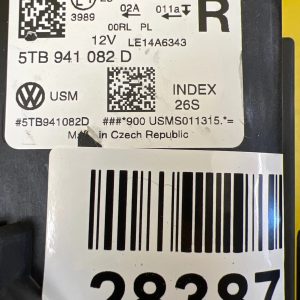 3989 02A 011a R
00RL PL
12V LE14A6343
5TB 941 082 D
USM
INDEX
26S
#5TB941082D ###*900 USMS011315.*=
in Czech Republic
28387